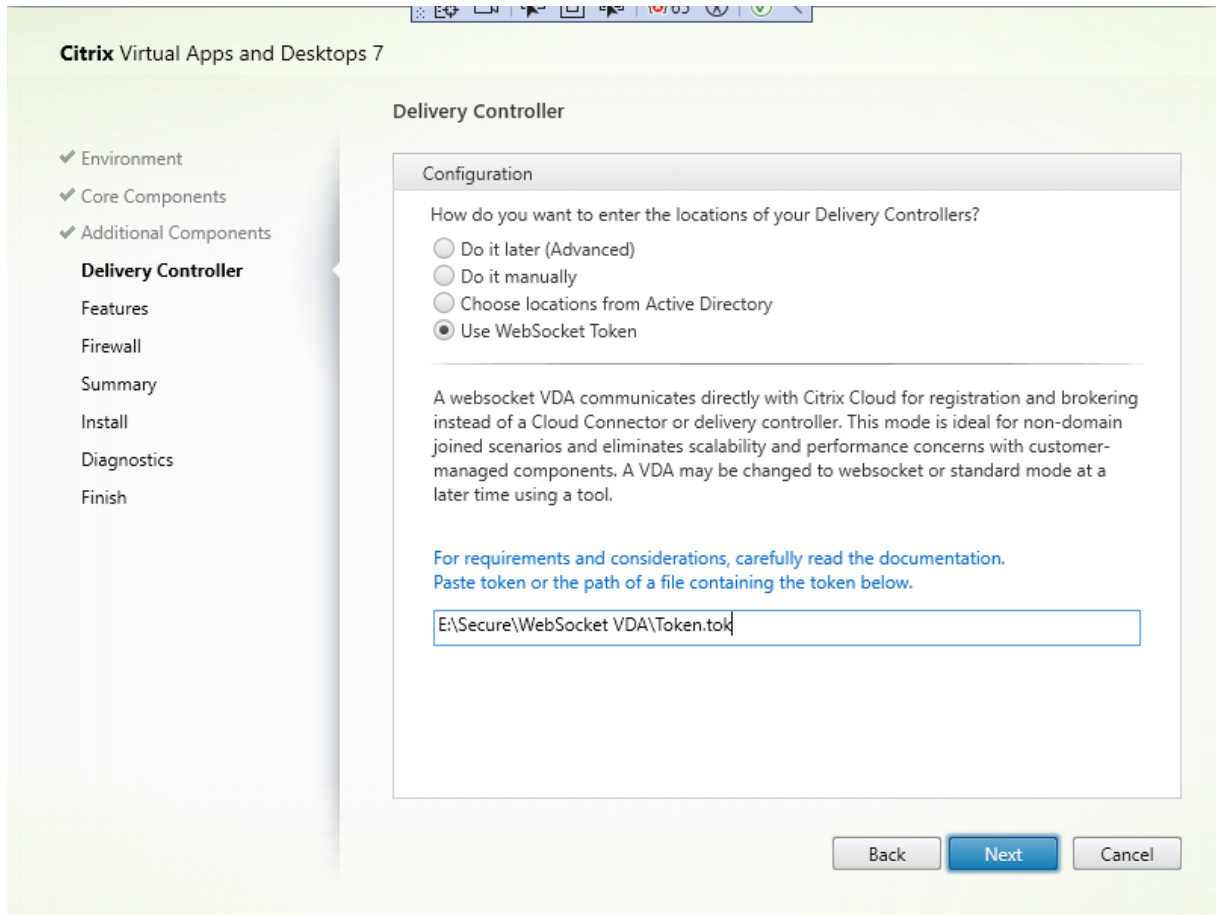 Citrix Virtual Apps and Desktops 7
Delivery Controller
Environment
Core Components
Additional Components
Delivery Controller
Features
Firewall
Summary
Install
Diagnostics
Finish
Configuration
How do you want to enter the locations of your Delivery Controllers?
Do it later (Advanced)
Do it manually
Choose locations from Active Directory
Use WebSocket Token
A websocket VDA communicates directly with Citrix Cloud for registration and brokering
instead of a Cloud Connector or delivery controller. This mode is ideal for non-domain
joined scenarios and eliminates scalability and performance concerns with customer-
managed components. A VDA may be changed to websocket or standard mode at a
later time using a tool.
For requirements and considerations, carefully read the documentation.
Paste token or the path of a file containing the token below.
E:\Secure\WebSocket VDA\Token.tok
Back
Next
Cancel